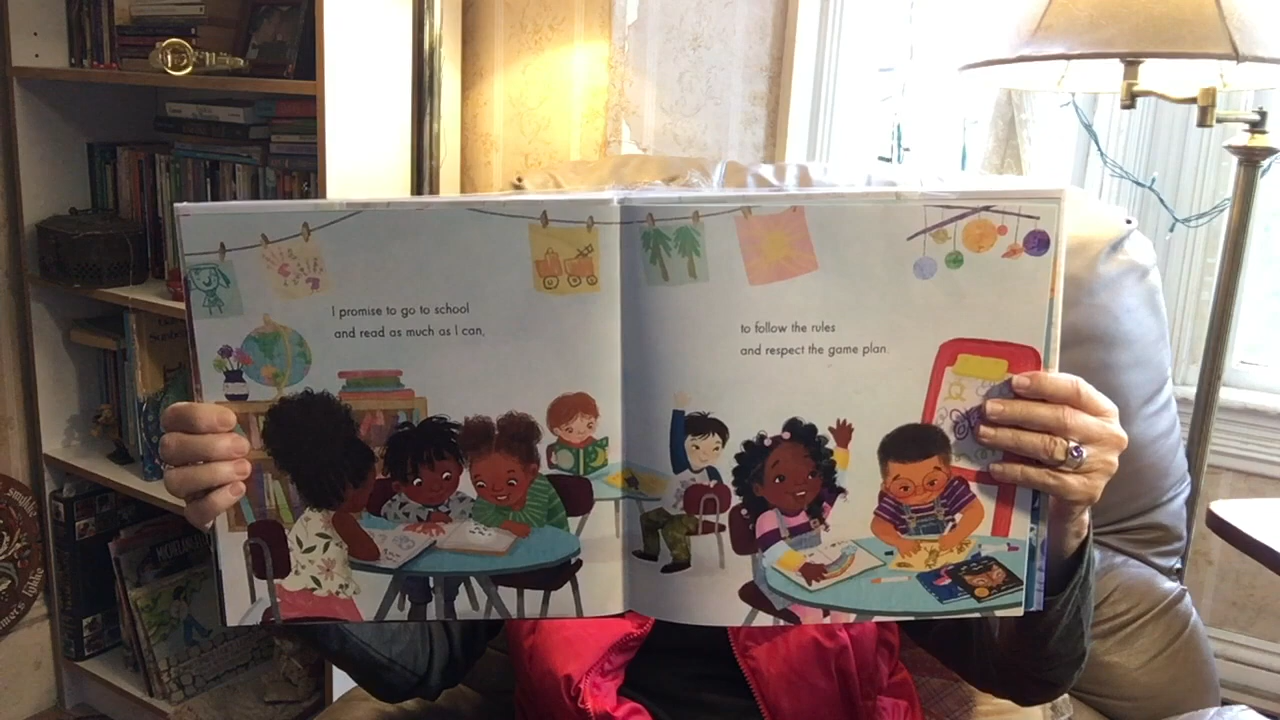 I promise to go to school
and read as much as I can,
to follow the rules
and respect the game plan.